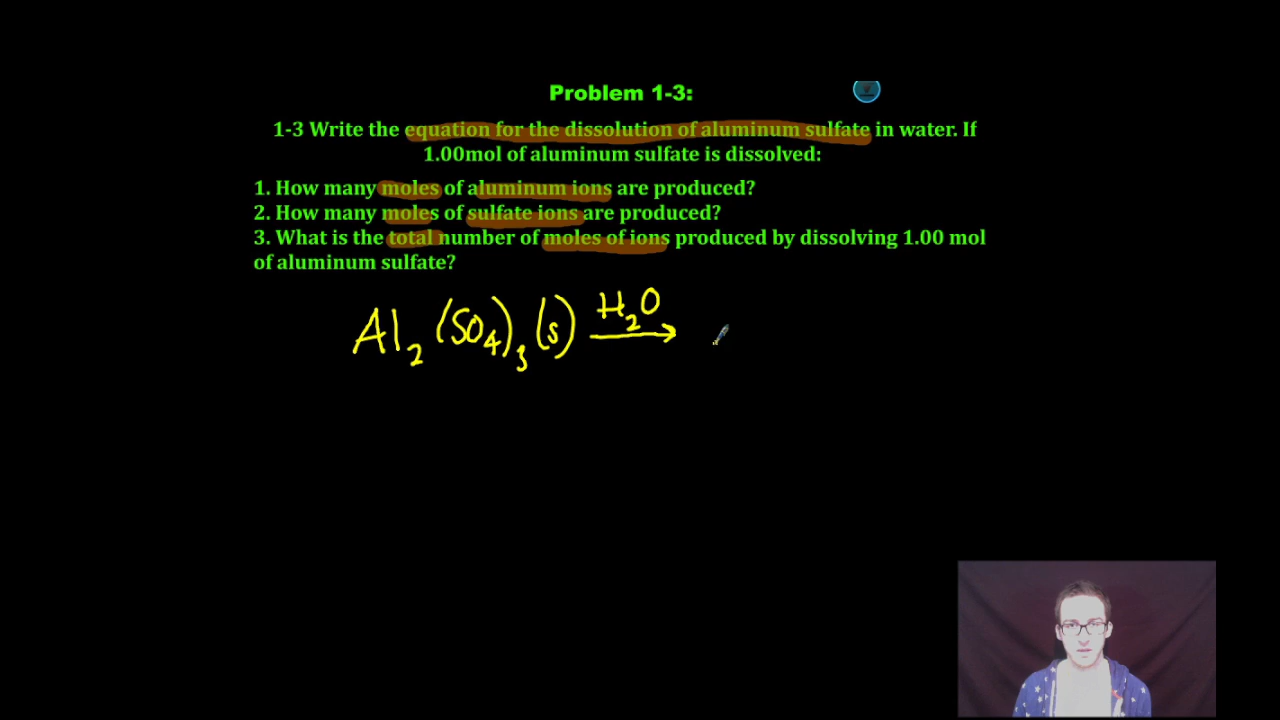 Problem 1-3:
1-3 Write the equation for the dissolution of aluminum sulfate in water. If
1.00mol of aluminum sulfate is dissolved:
1. How many moles of aluminum ions are produced?
2. How many moles of sulfate ions are produced?
3. What is the total number of moles of ions produced by dissolving 1.00 mol
of aluminum sulfate?
Al₂(SO₄)₃(s) H₂O →